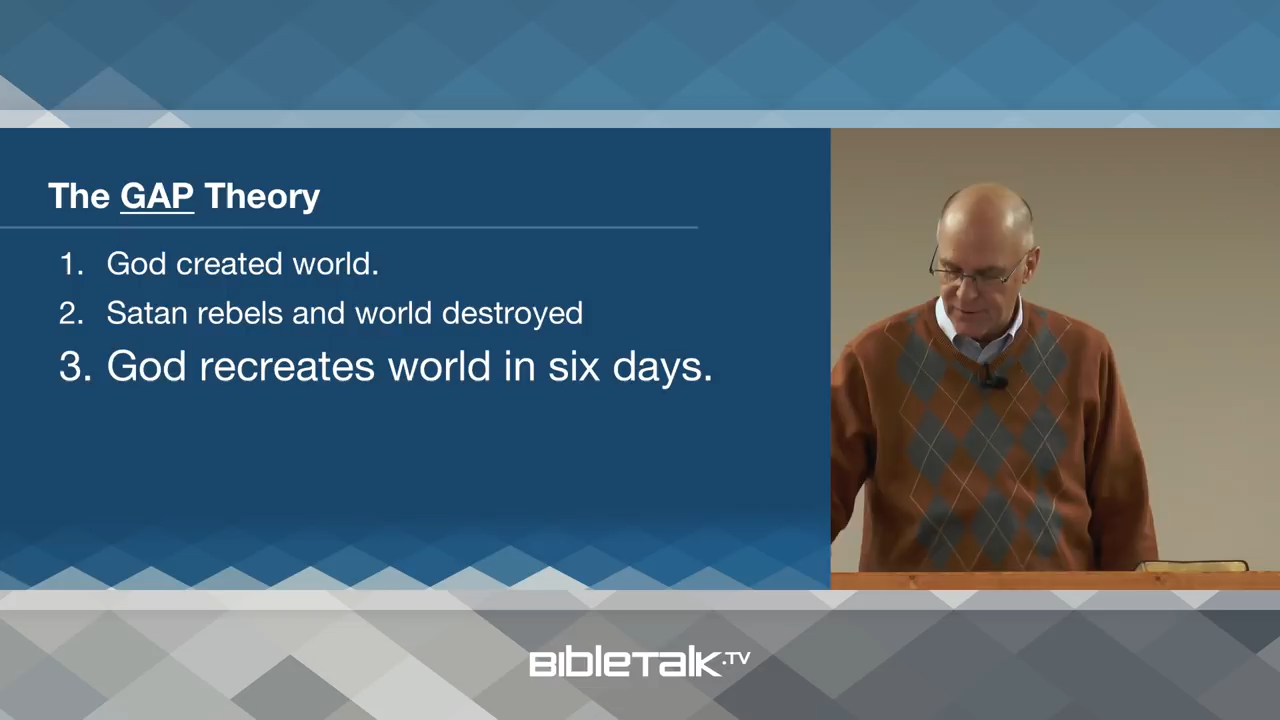 The GAP Theory
1. God created world.
2. Satan rebels and world destroyed
3. God recreates world in six days.
BIBLETALK.TV